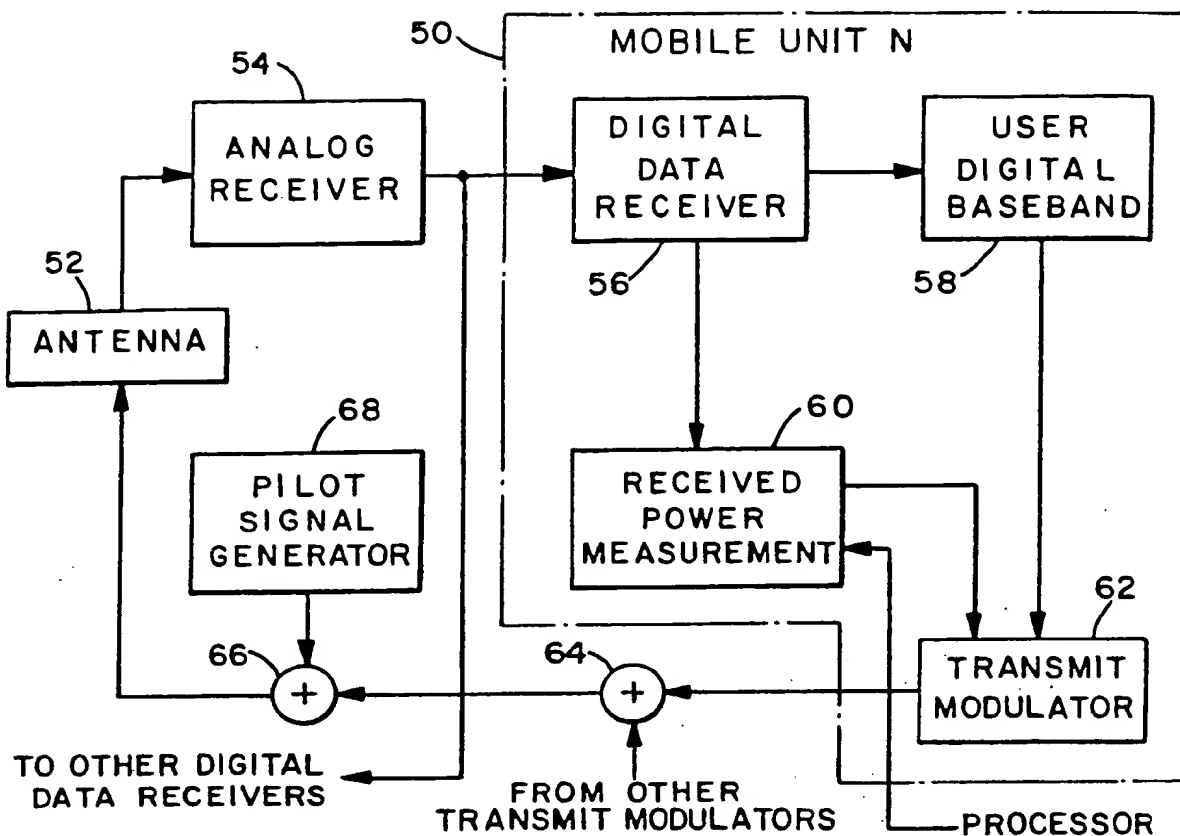 50
MOBILE UNIT N
54
ANALOG
RECEIVER
DIGITAL
DATA
RECEIVER
USER
DIGITAL
BASEBAND
56
58
52
ANTENNA
68
PILOT
SIGNAL
GENERATOR
60
RECEIVED
POWER
MEASUREMENT
62
TRANSMIT
MODULATOR
66
+
64
+
TO OTHER DIGITAL
DATA RECEIVERS
FROM OTHER
TRANSMIT MODULATORS
PROCESSOR